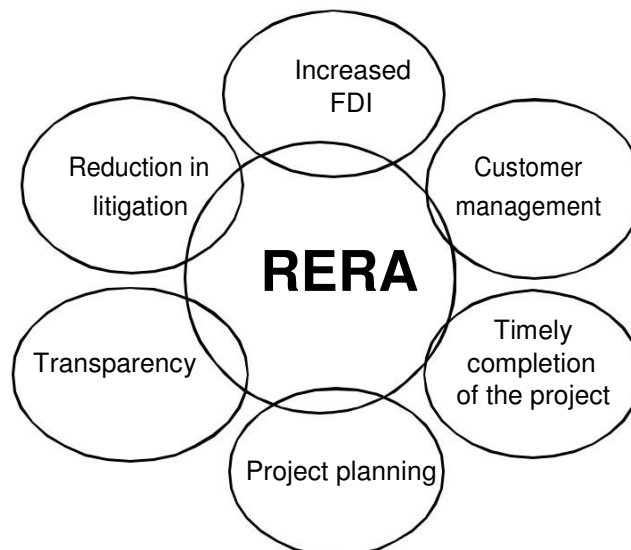 Increased
FDI
Reduction in
litigation
Customer
management
RERA
Transparency
Timely
completion
of the project
Project planning